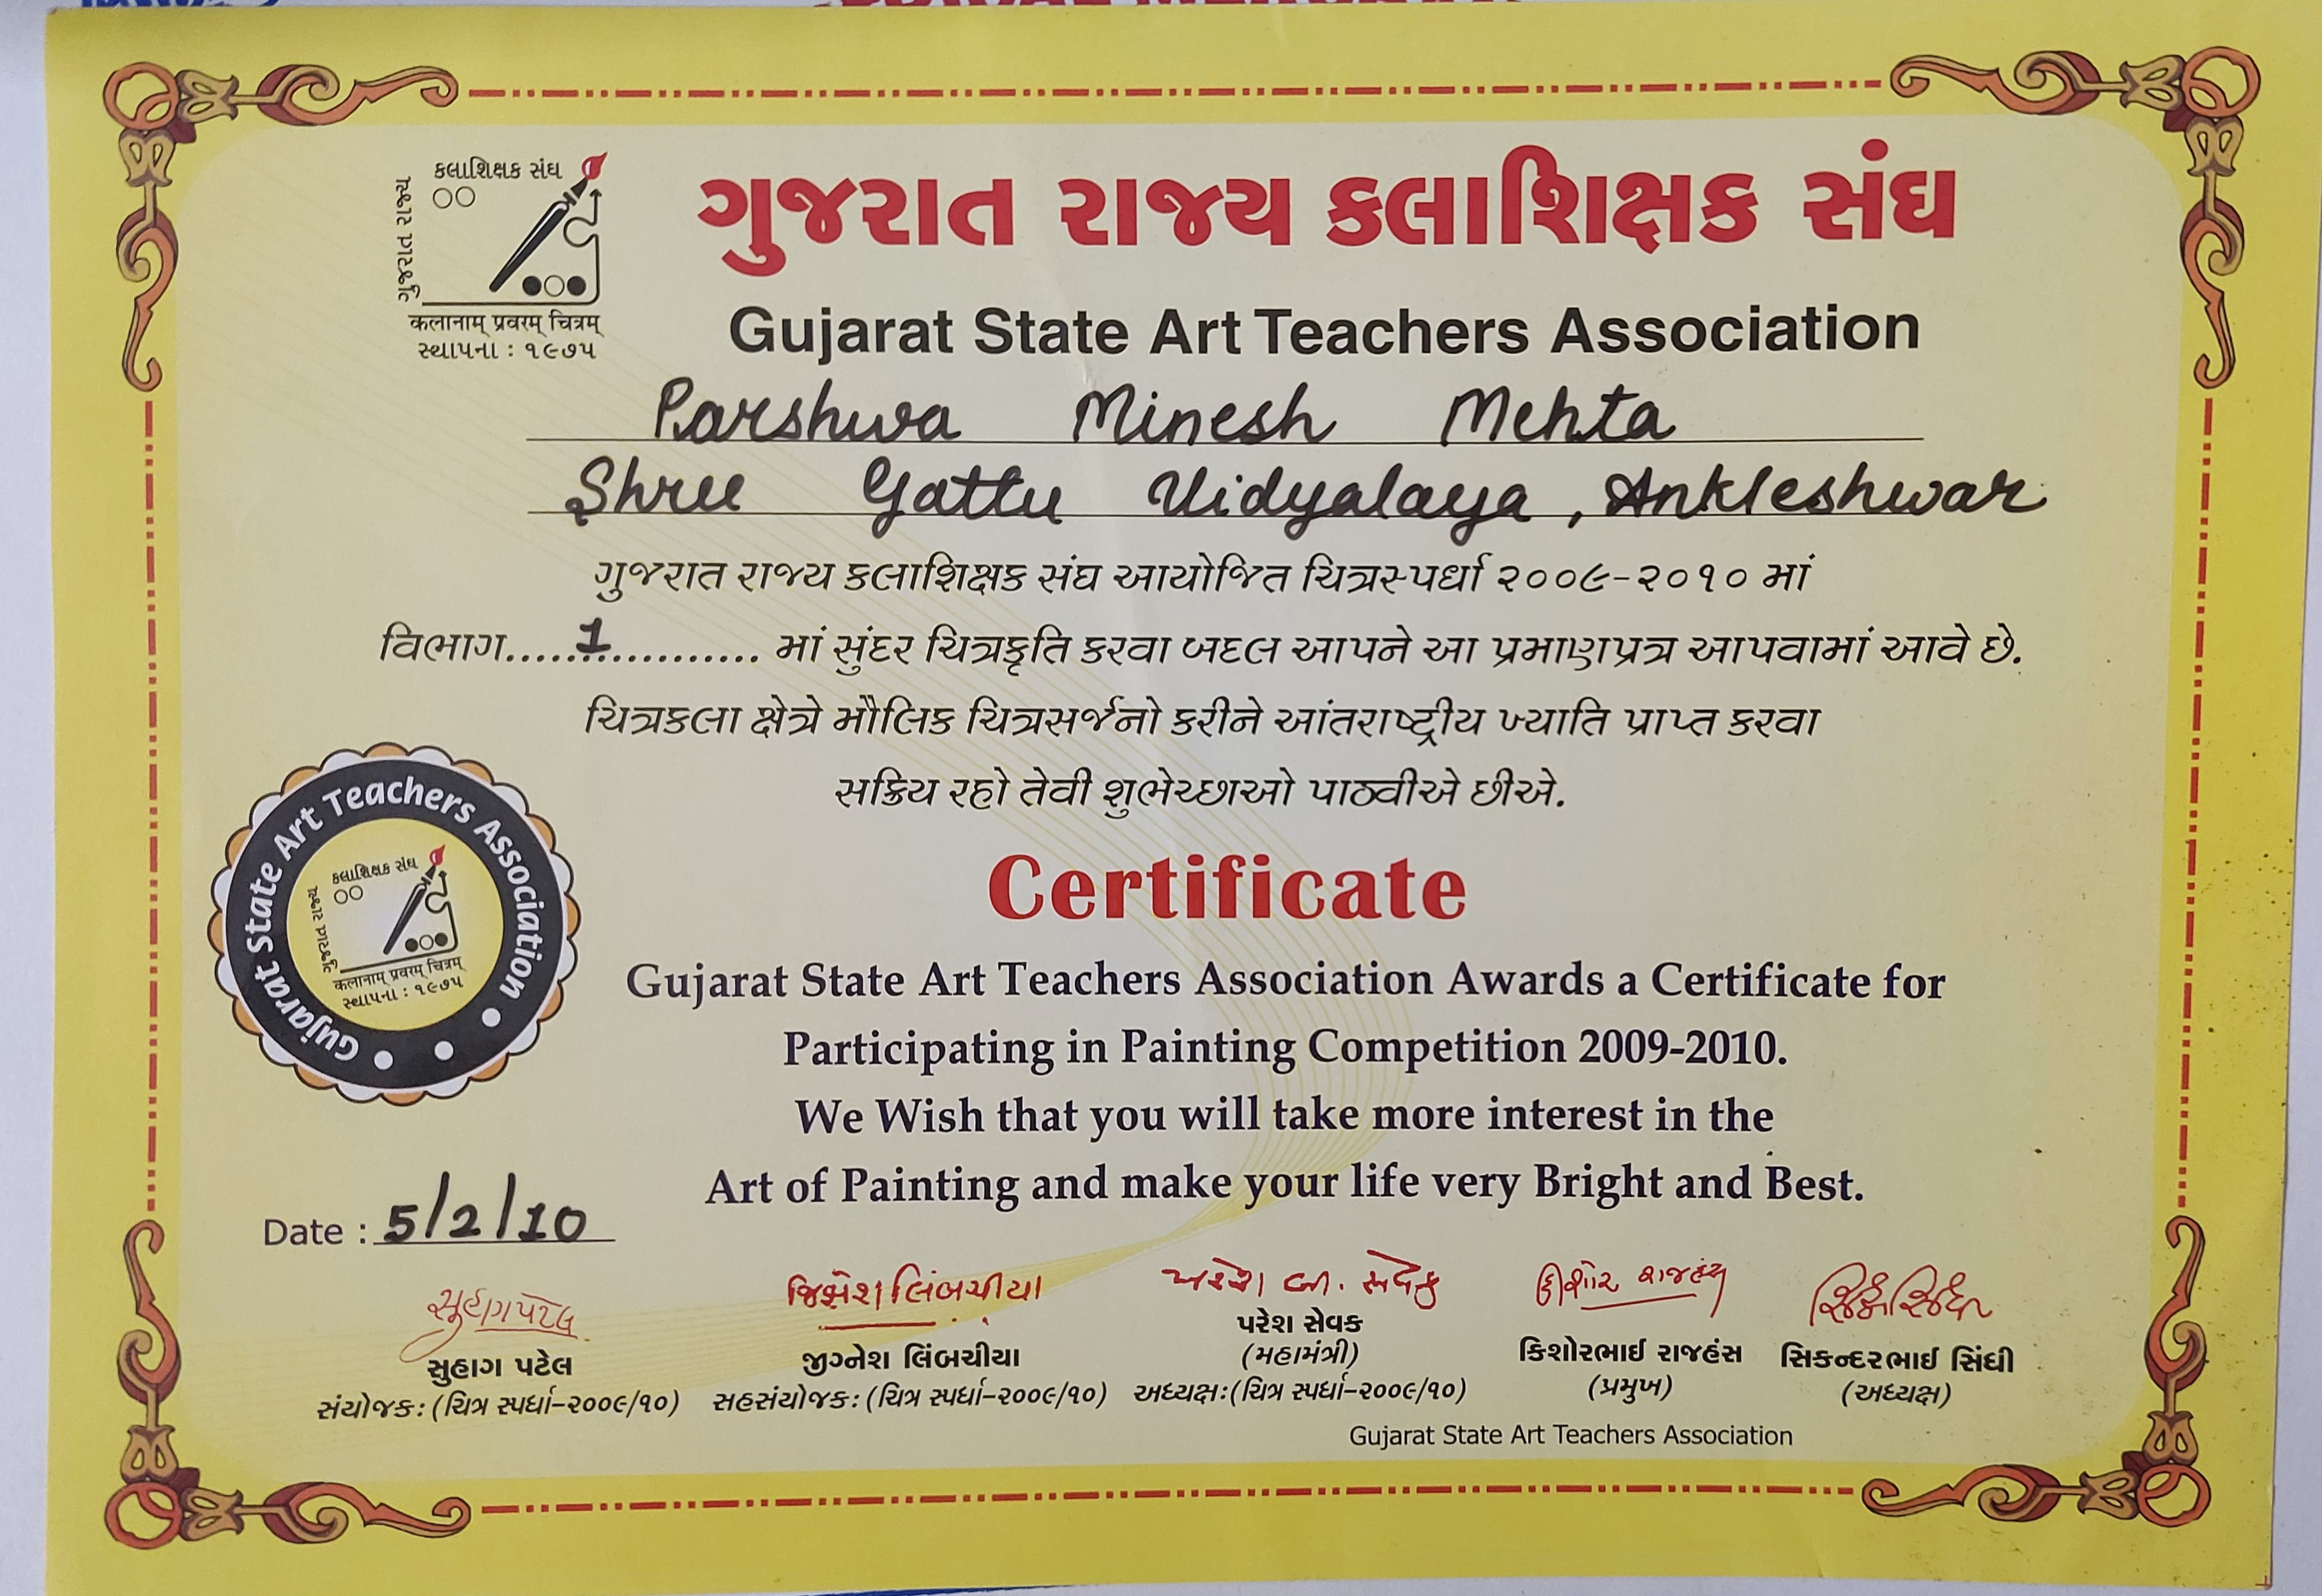 કલાશિક્ષક સંઘ
ગુજરાત રાજ્ય
कलानाम् प्रवरम् चित्रम्
સ્થાપના : ૧૯૭૫
ગુજરાત રાજ્ય કલાશિક્ષક સંઘ
Gujarat State Art Teachers Association
Parshwa Minesh Mehta
Shree Gattu Vidyalaya, Ankleshwar
ગુજરાત રાજ્ય કલાશિક્ષક સંઘ આયોજિત ચિત્રસ્પર્ધા ૨૦૦૯-૨૦૧૦ માં
વિભાગ.....1................. માં સુંદર ચિત્રકૃતિ કરવા બદલ આપને આ પ્રમાણપત્ર આપવામાં આવે છે.
ચિત્રકલા ક્ષેત્રે મૌલિક ચિત્રસર્જનો કરીને આંતરાષ્ટ્રીય ખ્યાતિ પ્રાપ્ત કરવા
સક્રિય રહો તેવી શુભેચ્છાઓ પાઠવીએ છીએ.
Gujarat State Art Teachers Association
કલાશિક્ષક સંઘ
ગુજરાત રાજ્ય
कलानाम् प्रवरम् चित्रम्
સ્થાપના : ૧૯૭૫
Certificate
Gujarat State Art Teachers Association Awards a Certificate for
Participating in Painting Competition 2009-2010.
We Wish that you will take more interest in the
Art of Painting and make your life very Bright and Best.
Date : 5/2/10
સુહાગ પટેલ
જિજ્ઞેશ લિંબચીયા
પરેશ બી. સેવક
કિશોર રાજહંસ
સુહાગ પટેલ
સંયોજક: (ચિત્ર સ્પર્ધા-૨૦૦૯/૧૦)
જીગ્નેશ લિંબચીયા
સહસંયોજક: (ચિત્ર સ્પર્ધા-૨૦૦૯/૧૦)
પરેશ સેવક
(મહામંત્રી)
અધ્યક્ષ:(ચિત્ર સ્પર્ધા-૨૦૦૯/૧૦)
કિશોરભાઈ રાજહંસ
(પ્રમુખ)
સિકન્દરભાઈ સિંધી
(અધ્યક્ષ)
Gujarat State Art Teachers Association